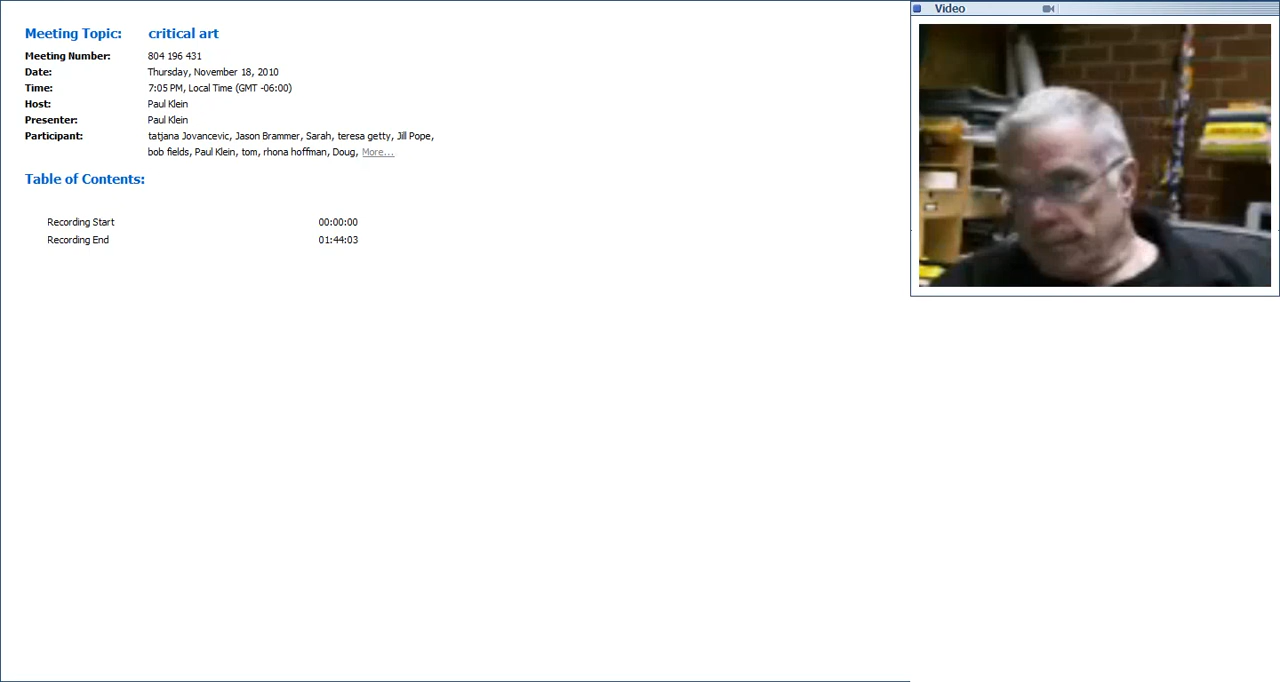 Meeting Topic: critical art
Meeting Number: 804 196 431
Date: Thursday, November 18, 2010
Time: 7:05 PM, Local Time (GMT -06:00)
Host: Paul Klein
Presenter: Paul Klein
Participant: tatjana Jovancevic, Jason Brammer, Sarah, teresa getty, Jill Pope,
bob fields, Paul Klein, tom, rhona hoffman, Doug, More...
Table of Contents:
Recording Start 00:00:00
Recording End 01:44:03
Video